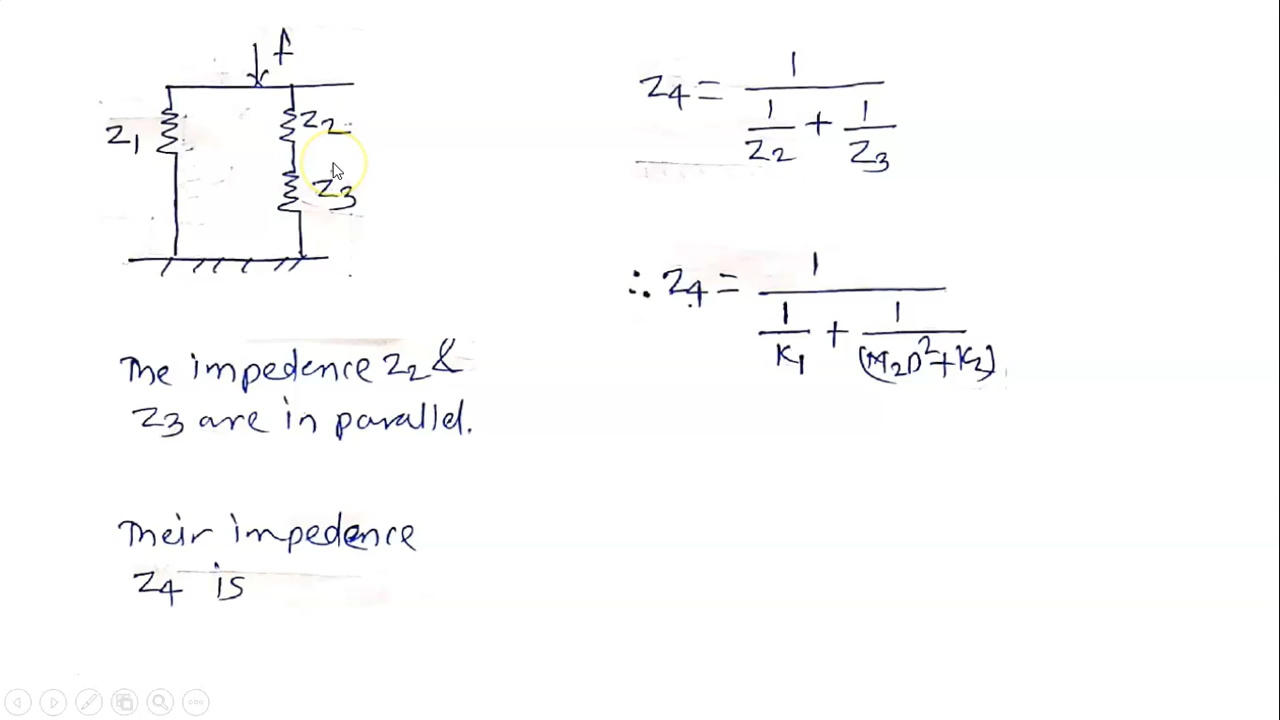 f
Z1
Z2
Z3
The impedence Z2 &
Z3 are in parallel.
Their impedence
Z4 is
Z4 = 1 / (1/Z2 + 1/Z3)
∴ Z4 = 1 / (1/K1 + 1/(M2D²+K2))